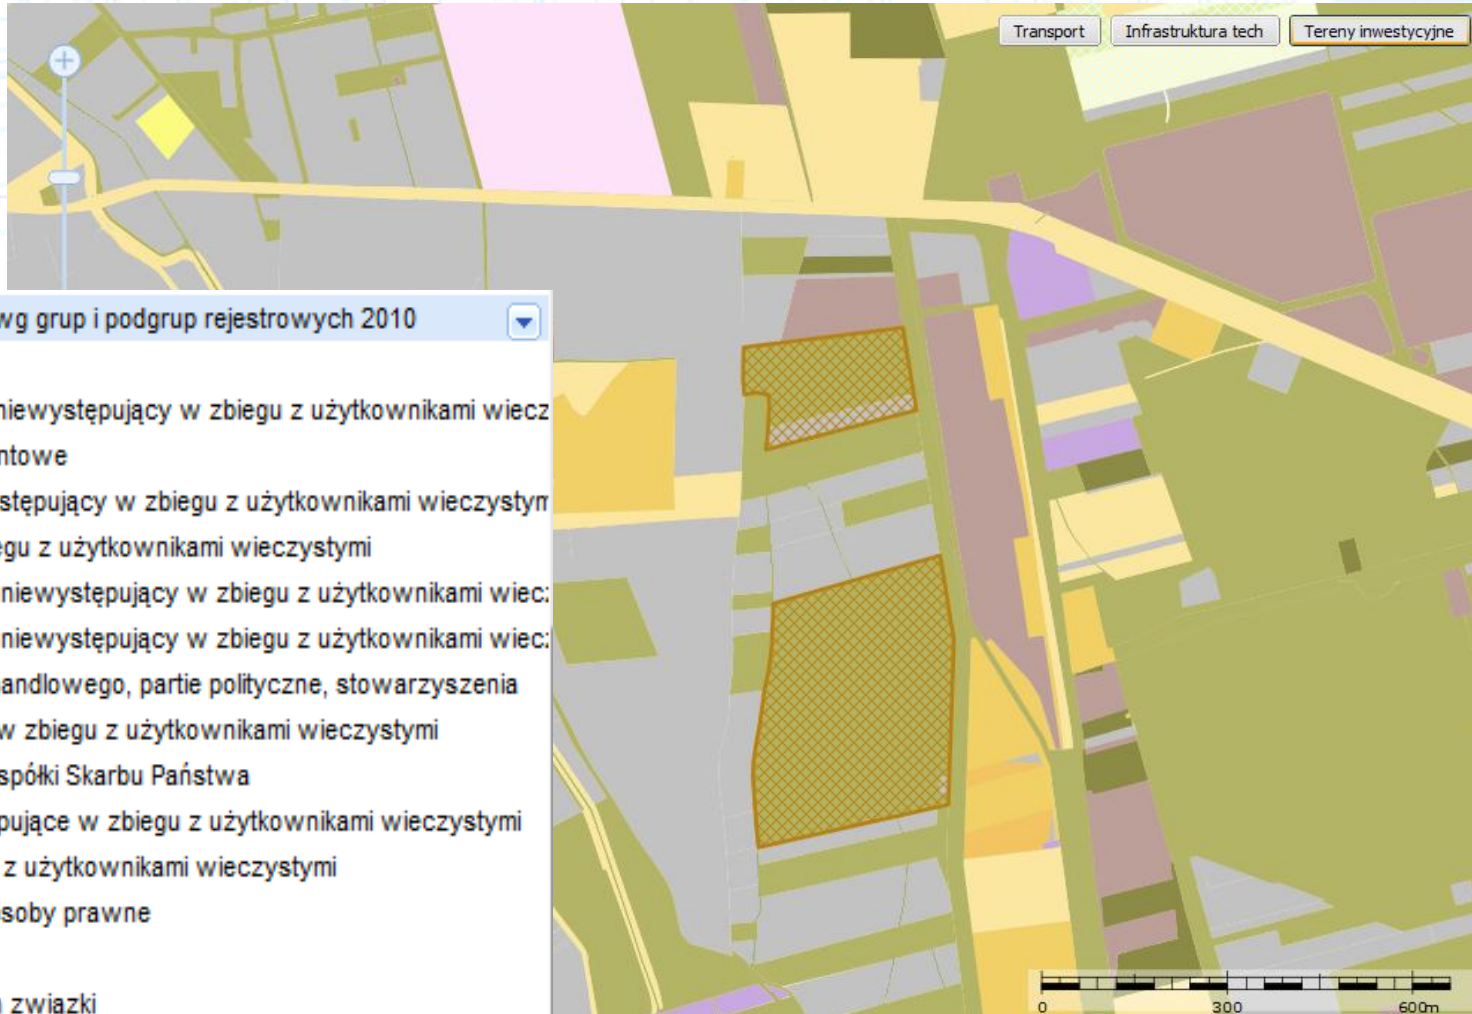 Transport Infrastruktura tech Tereny inwestycyjne
wg grup i podgrup rejestrowych 2010
niewystępujący w zbiegu z użytkownikami wiecz
ntowe
stępujący w zbiegu z użytkownikami wieczystym
egu z użytkownikami wieczystymi
niewystępujący w zbiegu z użytkownikami wiec
niewystępujący w zbiegu z użytkownikami wiec
andlowego, partie polityczne, stowarzyszenia
w zbiegu z użytkownikami wieczystymi
spółki Skarbu Państwa
pujące w zbiegu z użytkownikami wieczystymi
z użytkownikami wieczystymi
soby prawne
związki
0 300 600m